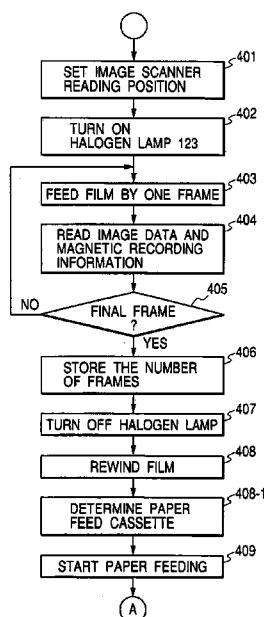 401
SET IMAGE SCANNER
READING POSITION
402
TURN ON
HALOGEN LAMP 123
403
FEED FILM BY ONE FRAME
404
READ IMAGE DATA AND
MAGNETIC RECORDING
INFORMATION
405
NO
FINAL FRAME
?
YES
406
STORE THE NUMBER
OF FRAMES
407
TURN OFF HALOGEN LAMP
408
REWIND FILM
408-1
DETERMINE PAPER
FEED CASSETTE
409
START PAPER FEEDING
A